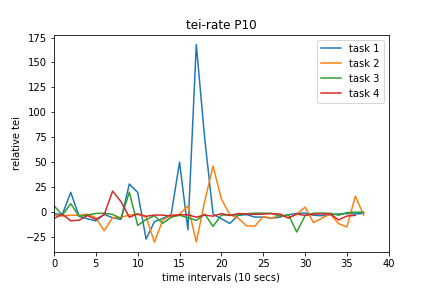 tei-rate P10
175
150
125
100
75
50
25
0
−25
relative tei
task 1
task 2
task 3
task 4
0 5 10 15 20 25 30 35 40
time intervals (10 secs)